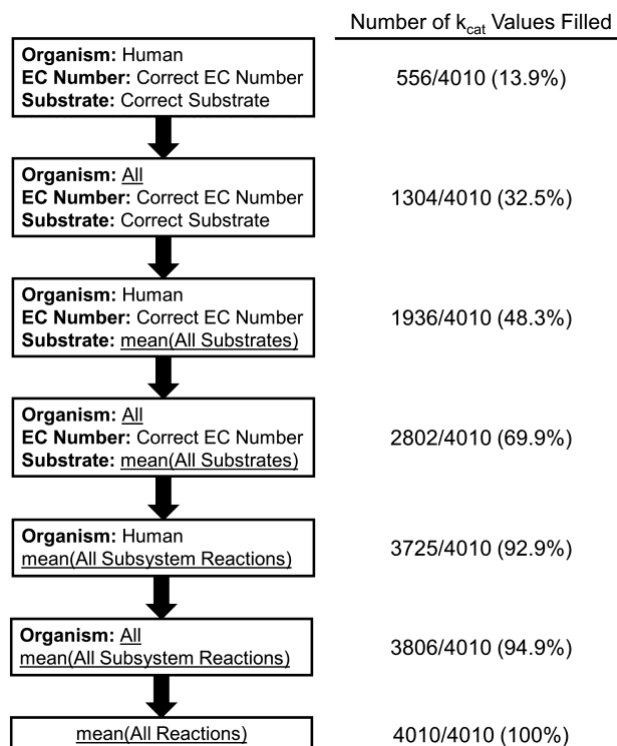 Number of kcat Values Filled
Organism: Human
EC Number: Correct EC Number
Substrate: Correct Substrate
556/4010 (13.9%)
Organism: All
EC Number: Correct EC Number
Substrate: Correct Substrate
1304/4010 (32.5%)
Organism: Human
EC Number: Correct EC Number
Substrate: mean(All Substrates)
1936/4010 (48.3%)
Organism: All
EC Number: Correct EC Number
Substrate: mean(All Substrates)
2802/4010 (69.9%)
Organism: Human
mean(All Subsystem Reactions)
3725/4010 (92.9%)
Organism: All
mean(All Subsystem Reactions)
3806/4010 (94.9%)
mean(All Reactions)
4010/4010 (100%)